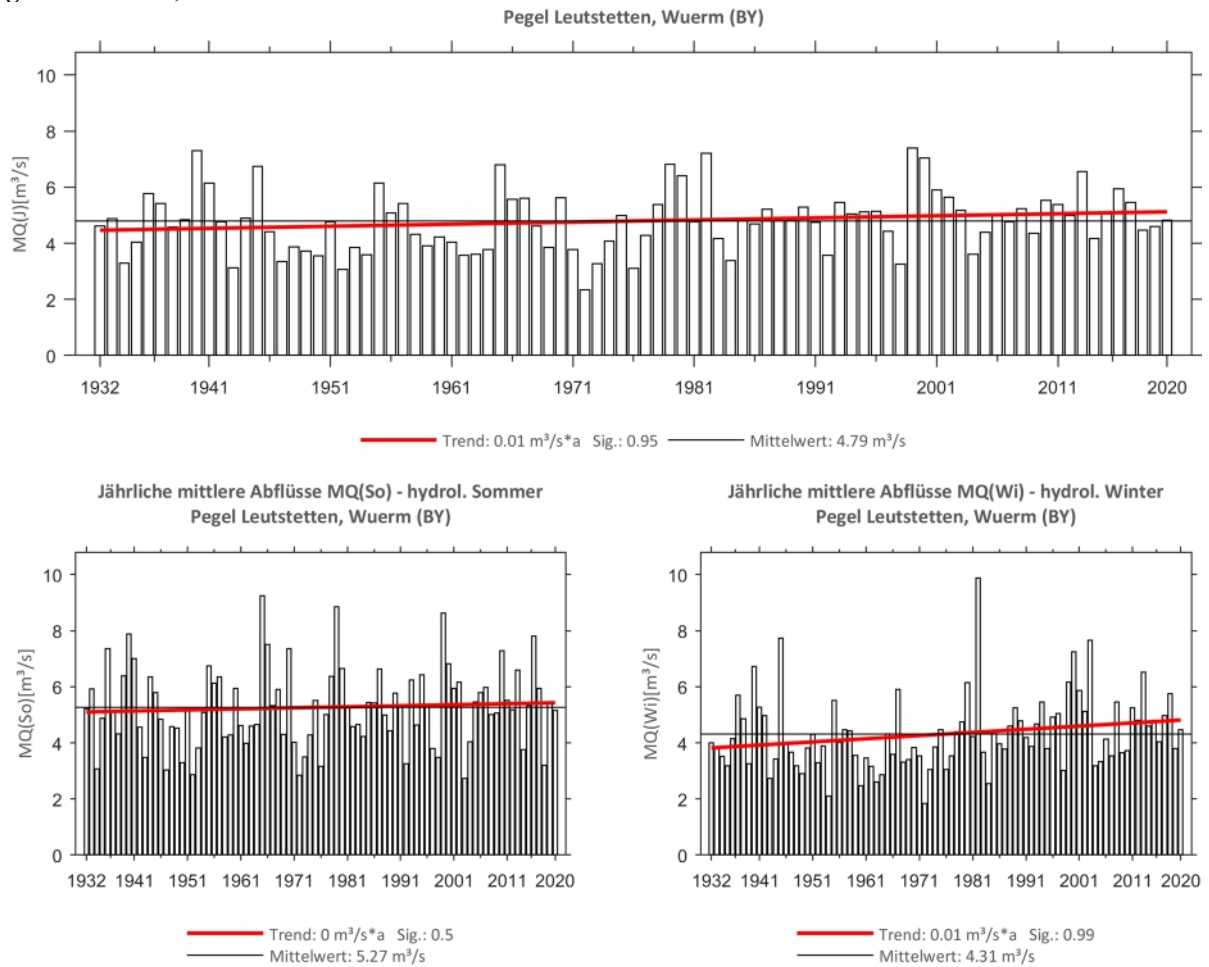 Pegel Leutstetten, Wuerm (BY)
MQ(J)[m³/s]
10
8
6
4
2
0
1932 1941 1951 1961 1971 1981 1991 2001 2011 2020
Trend: 0.01 m³/s*a Sig.: 0.95 Mittelwert: 4.79 m³/s
Jährliche mittlere Abflüsse MQ(So) - hydrol. Sommer
Pegel Leutstetten, Wuerm (BY)
MQ(So)[m³/s]
10
8
6
4
2
0
1932 1941 1951 1961 1971 1981 1991 2001 2011 2020
Trend: 0 m³/s*a Sig.: 0.5
Mittelwert: 5.27 m³/s
Jährliche mittlere Abflüsse MQ(Wi) - hydrol. Winter
Pegel Leutstetten, Wuerm (BY)
MQ(Wi)[m³/s]
10
8
6
4
2
0
1932 1941 1951 1961 1971 1981 1991 2001 2011 2020
Trend: 0.01 m³/s*a Sig.: 0.99
Mittelwert: 4.31 m³/s